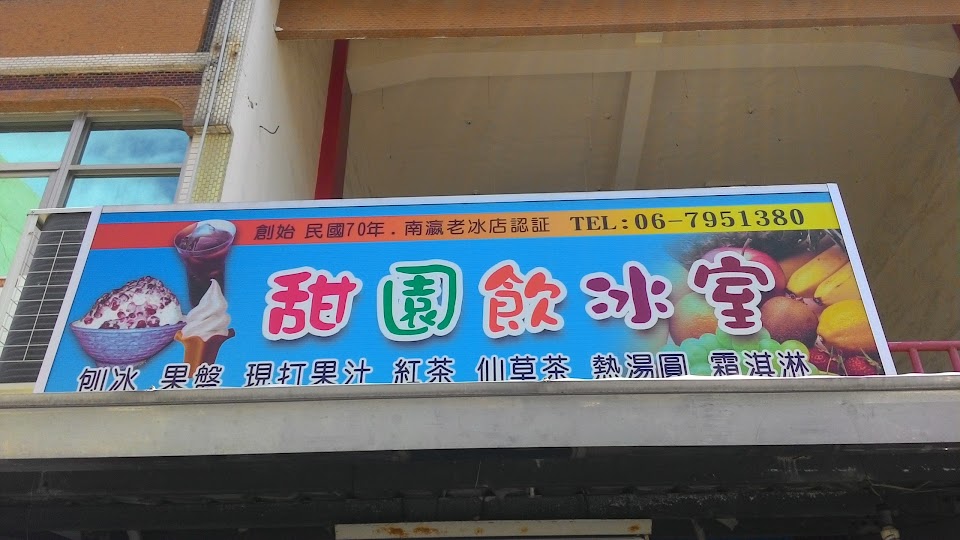 創始 民國70年.南瀛老冰店認証 TEL:06-7951380
甜園飲冰室
刨冰 果盤 現打果汁 紅茶 仙草茶 熱湯圓 霜淇淋